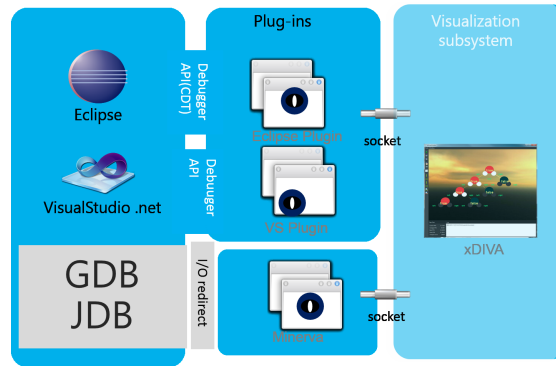 Plug-ins
Visualization
subsystem
Eclipse
Debugger
API(CDT)
Eclipse Plugin
socket
VisualStudio .net
Debuuger
API
VS Plugin
xDIVA
GDB
JDB
I/O redirect
Minerva
socket